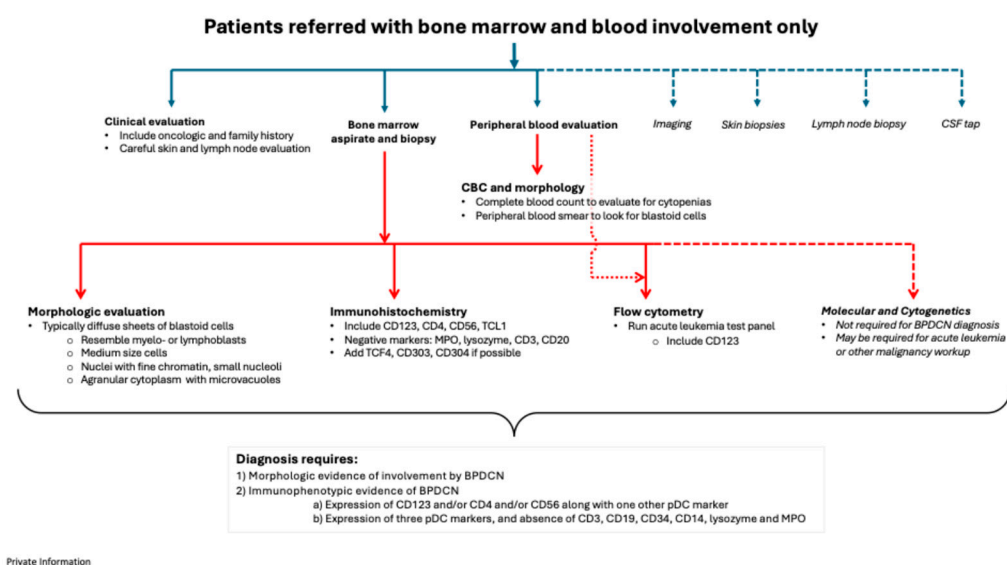 Patients referred with bone marrow and blood involvement only
Clinical evaluation
• Include oncologic and family history
• Careful skin and lymph node evaluation
Bone marrow
aspirate and biopsy
Peripheral blood evaluation
Imaging
Skin biopsies
Lymph node biopsy
CSF tap
CBC and morphology
• Complete blood count to evaluate for cytopenias
• Peripheral blood smear to look for blastoid cells
Morphologic evaluation
• Typically diffuse sheets of blastoid cells
o Resemble myelo- or lymphoblasts
o Medium size cells
o Nuclei with fine chromatin, small nucleoli
o Agranular cytoplasm with microvacuoles
Immunohistochemistry
• Include CD123, CD4, CD56, TCL1
• Negative markers: MPO, lysozyme, CD3, CD20
• Add TCF4, CD303, CD304 if possible
Flow cytometry
• Run acute leukemia test panel
o Include CD123
Molecular and Cytogenetics
• Not required for BPDCN diagnosis
• May be required for acute leukemia
or other malignancy workup
Diagnosis requires:
1) Morphologic evidence of involvement by BPDCN
2) Immunophenotypic evidence of BPDCN
a) Expression of CD123 and/or CD4 and/or CD56 along with one other pDC marker
b) Expression of three pDC markers, and absence of CD3, CD19, CD34, CD14, lysozyme and MPO
Private Information